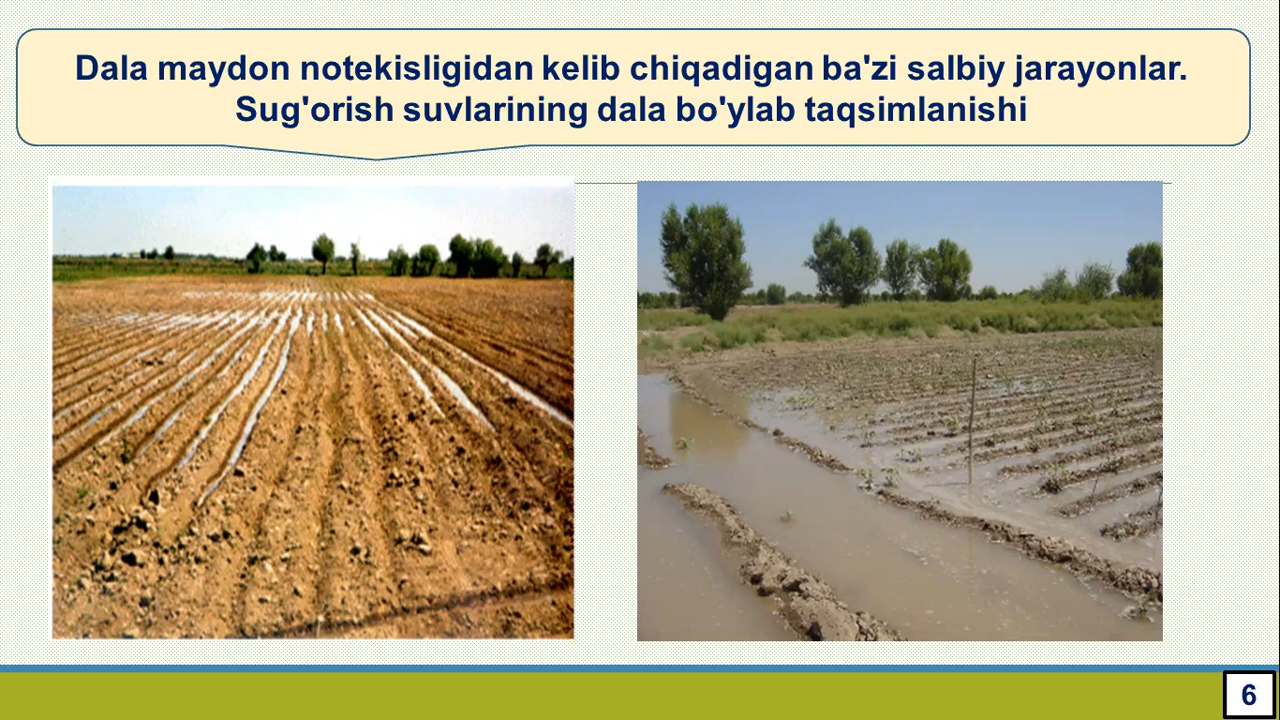 Dala maydon notekisligidan kelib chiqadigan ba'zi salbiy jarayonlar.
Sug'orish suvlarining dala bo'ylab taqsimlanishi
6